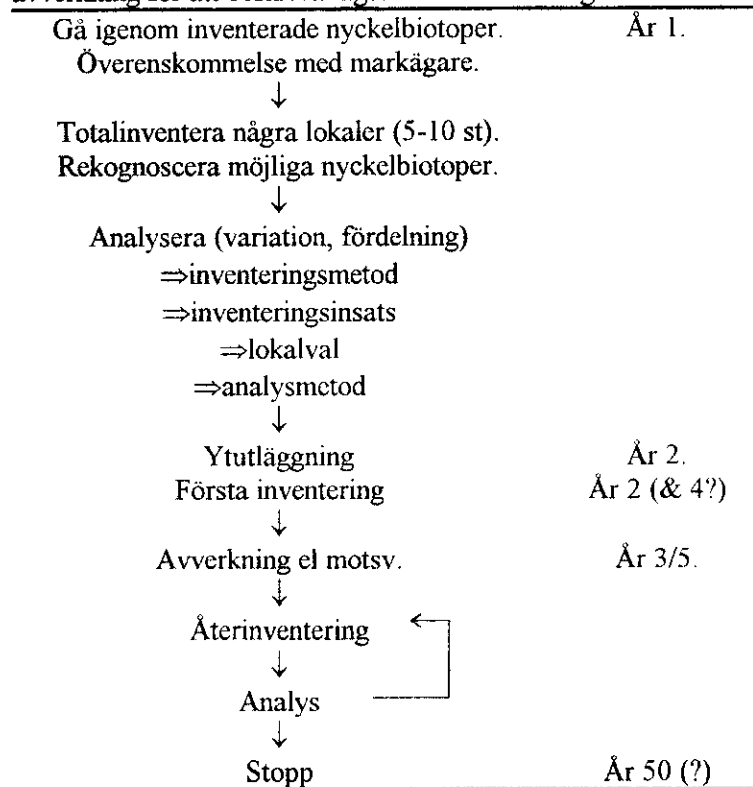 Gå igenom inventerade nyckelbiotoper. År 1.
Överenskommelse med markägare.
↓
Totalinventera några lokaler (5-10 st).
Rekognoscera möjliga nyckelbiotoper.
↓
Analysera (variation, fördelning)
⇒inventeringsmetod
⇒inventeringsinsats
⇒lokalval
⇒analysmetod
↓
Ytutläggning År 2.
Första inventering År 2 (& 4?)
↓
Avverkning el motsv. År 3/5.
↓
Återinventering
↓
Analys
↓
Stopp År 50 (?)